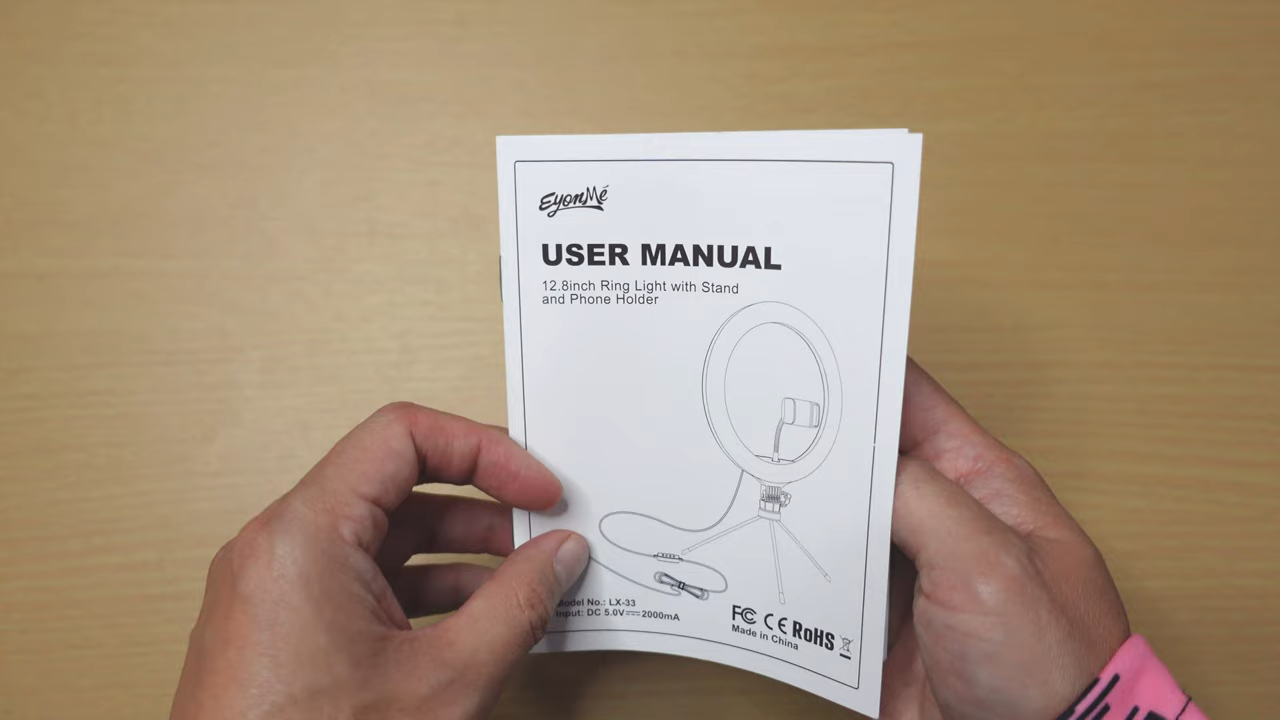 EyonMé
USER MANUAL
12.8inch Ring Light with Stand
and Phone Holder
Model No.: LX-33
Input: DC 5.0V⎓2000mA
FC CE RoHS
Made in China